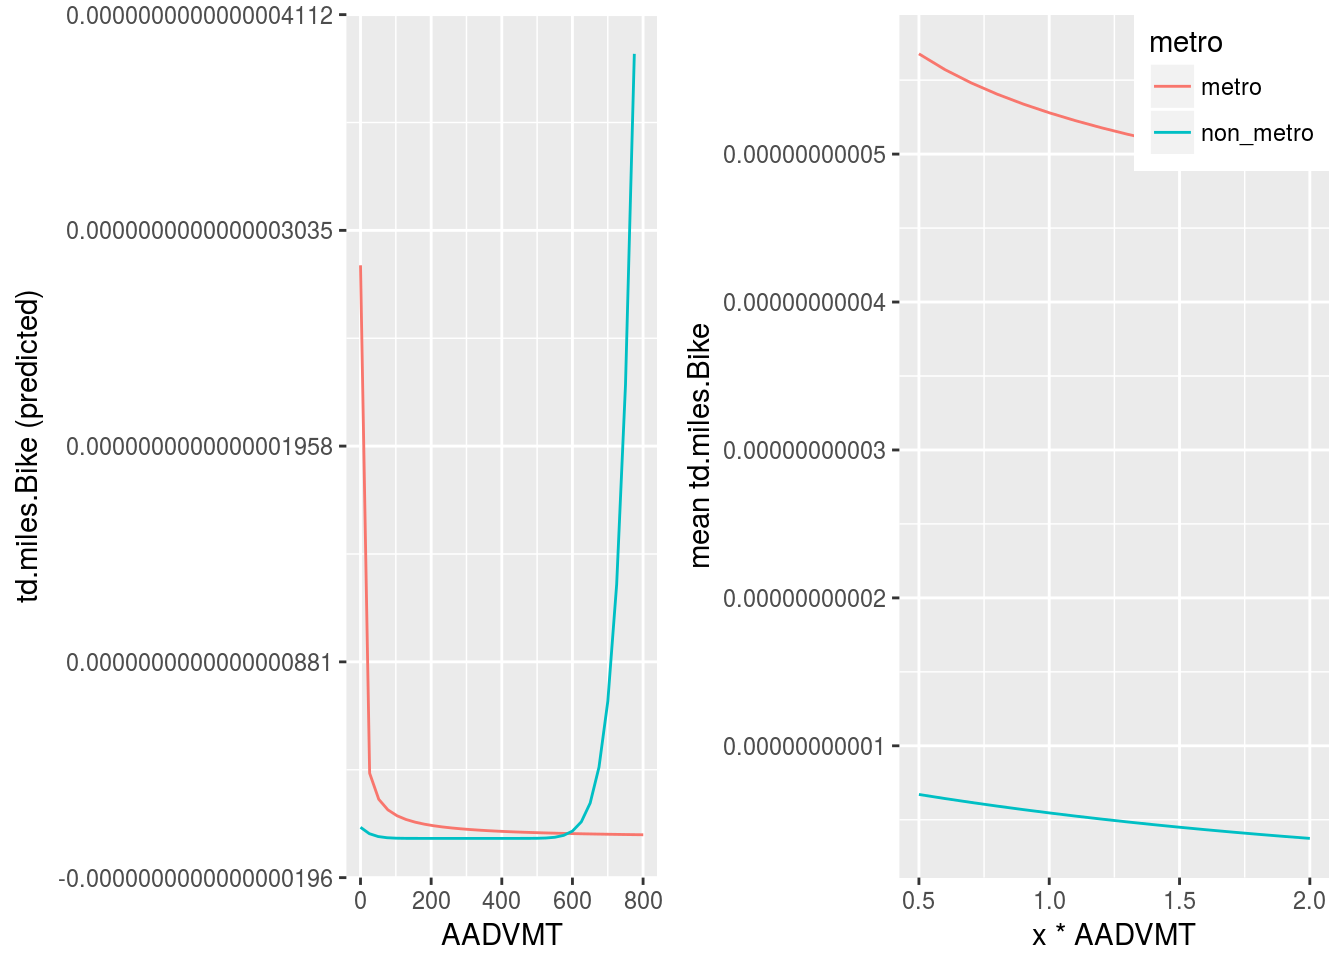 0.0000000000000004112
0.0000000000000003035
0.0000000000000001958
0.0000000000000000881
-0.0000000000000000196
td.miles.Bike (predicted)
0 200 400 600 800
AADVMT
metro
metro
non_metro
0.00000000005
0.00000000004
0.00000000003
0.00000000002
0.00000000001
mean td.miles.Bike
0.5 1.0 1.5 2.0
x * AADVMT